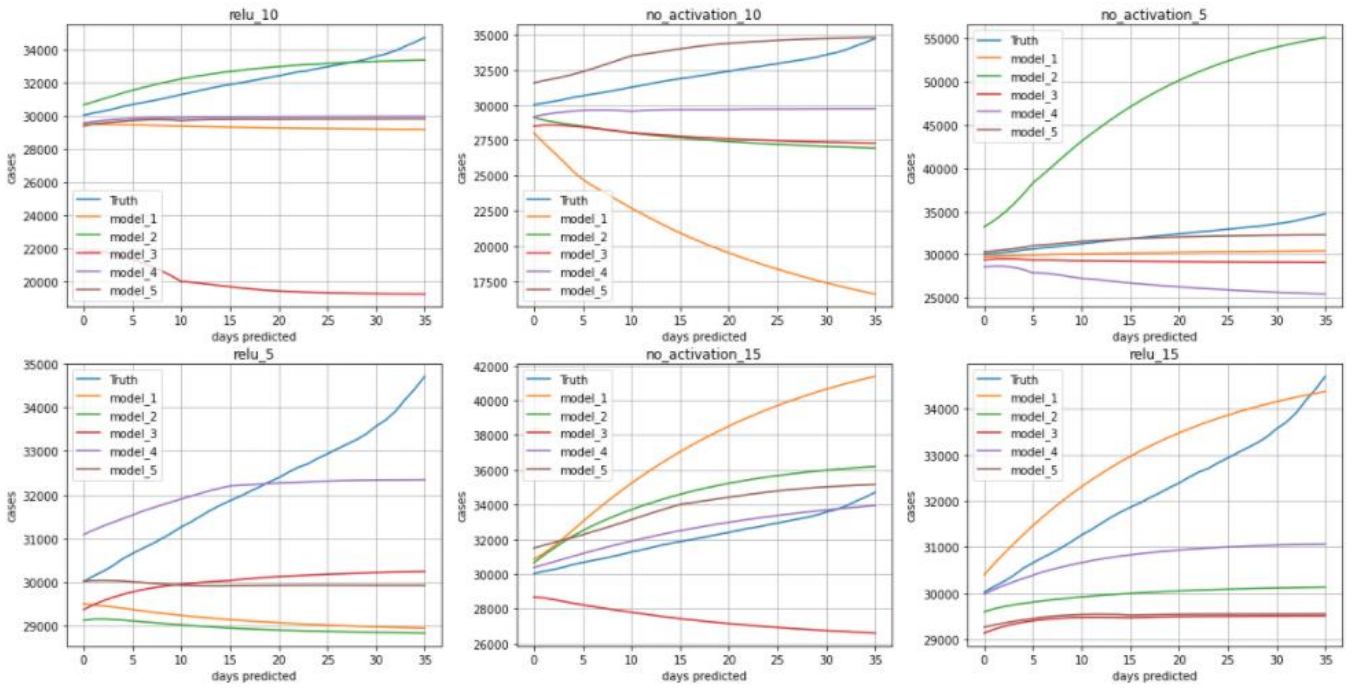 relu_10
34000
32000
30000
28000
26000
24000
22000
20000
cases
Truth
model_1
model_2
model_3
model_4
model_5
0 5 10 15 20 25 30 35
days predicted
no_activation_10
35000
32500
30000
27500
25000
22500
20000
17500
cases
Truth
model_1
model_2
model_3
model_4
model_5
0 5 10 15 20 25 30 35
days predicted
no_activation_5
55000
50000
45000
40000
35000
30000
25000
cases
Truth
model_1
model_2
model_3
model_4
model_5
0 5 10 15 20 25 30 35
days predicted
relu_5
35000
34000
33000
32000
31000
30000
29000
cases
Truth
model_1
model_2
model_3
model_4
model_5
0 5 10 15 20 25 30 35
days predicted
no_activation_15
42000
40000
38000
36000
34000
32000
30000
28000
26000
cases
Truth
model_1
model_2
model_3
model_4
model_5
0 5 10 15 20 25 30 35
days predicted
relu_15
34000
33000
32000
31000
30000
29000
cases
Truth
model_1
model_2
model_3
model_4
model_5
0 5 10 15 20 25 30 35
days predicted